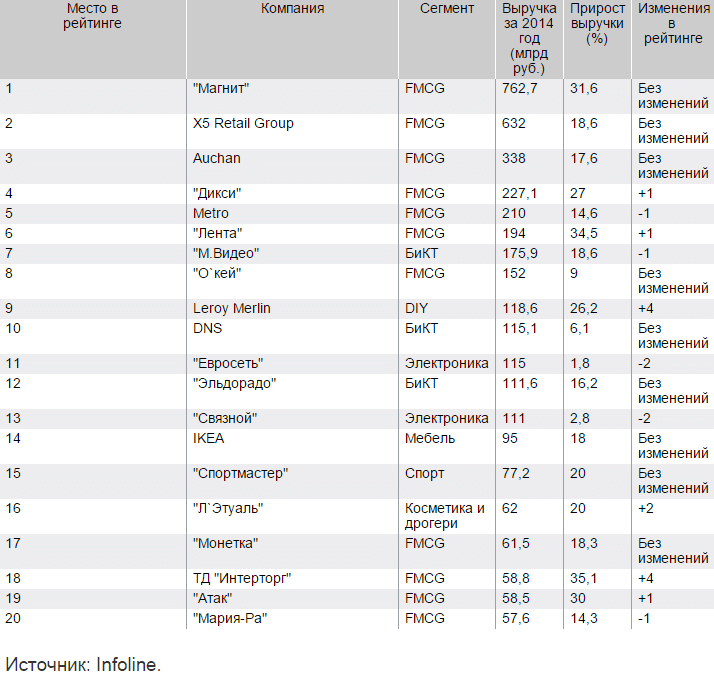 Место в рейтинге Компания Сегмент Выручка за 2014 год (млрд руб.) Прирост выручки (%) Изменения в рейтинге
1 "Магнит" FMCG 762,7 31,6 Без изменений
2 X5 Retail Group FMCG 632 18,6 Без изменений
3 Auchan FMCG 338 17,6 Без изменений
4 "Дикси" FMCG 227,1 27 +1
5 Metro FMCG 210 14,6 -1
6 "Лента" FMCG 194 34,5 +1
7 "М.Видео" БиКТ 175,9 18,6 -1
8 "О`кей" FMCG 152 9 Без изменений
9 Leroy Merlin DIY 118,6 26,2 +4
10 DNS БиКТ 115,1 6,1 Без изменений
11 "Евросеть" Электроника 115 1,8 -2
12 "Эльдорадо" БиКТ 111,6 16,2 Без изменений
13 "Связной" Электроника 111 2,8 -2
14 IKEA Мебель 95 18 Без изменений
15 "Спортмастер" Спорт 77,2 20 Без изменений
16 "Л`Этуаль" Косметика и дрогери 62 20 +2
17 "Монетка" FMCG 61,5 18,3 Без изменений
18 ТД "Интерторг" FMCG 58,8 35,1 +4
19 "Атак" FMCG 58,5 30 +1
20 "Мария-Ра" FMCG 57,6 14,3 -1
Источник: Infoline.